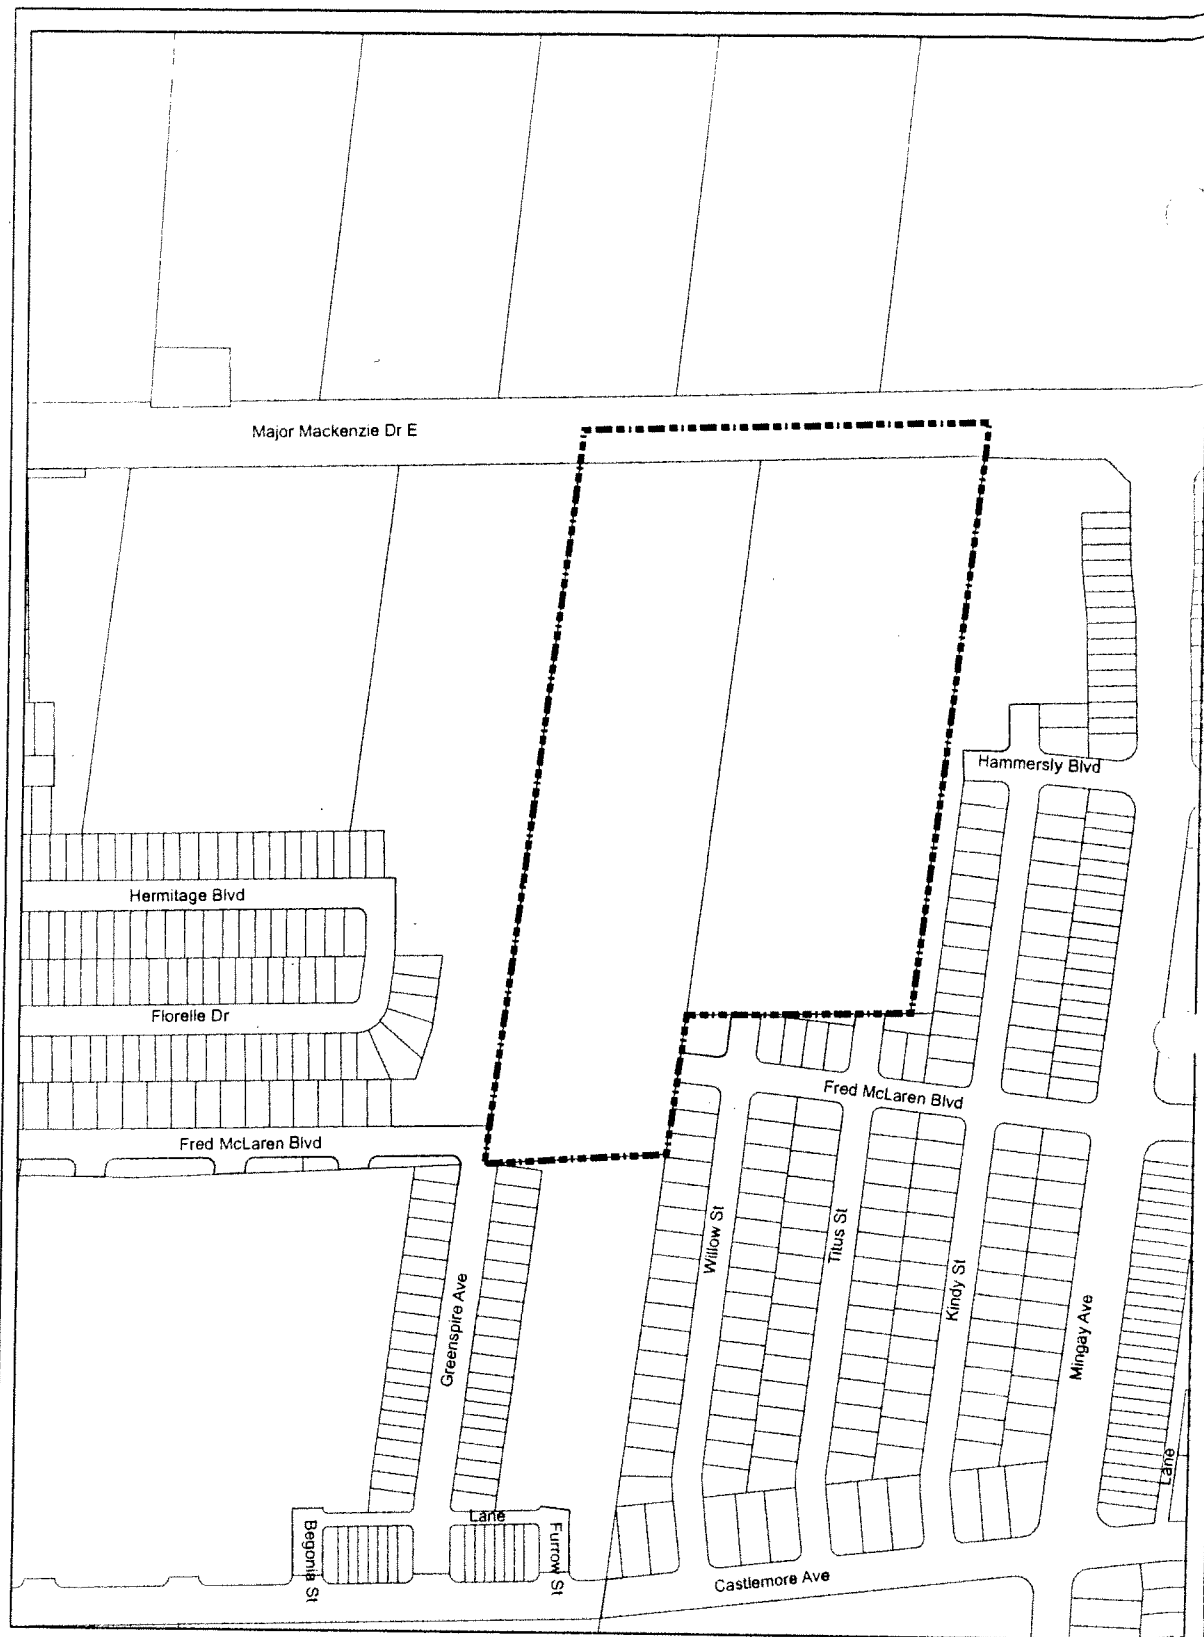 Major Mackenzie Dr E
Hammersly Blvd
Hermitage Blvd
Florelle Dr
Fred McLaren Blvd
Fred McLaren Blvd
Willow St
Titus St
Kindy St
Greenspire Ave
Mingay Ave
Lane
Lane
Begonia St
Furrow St
Castlemore Ave